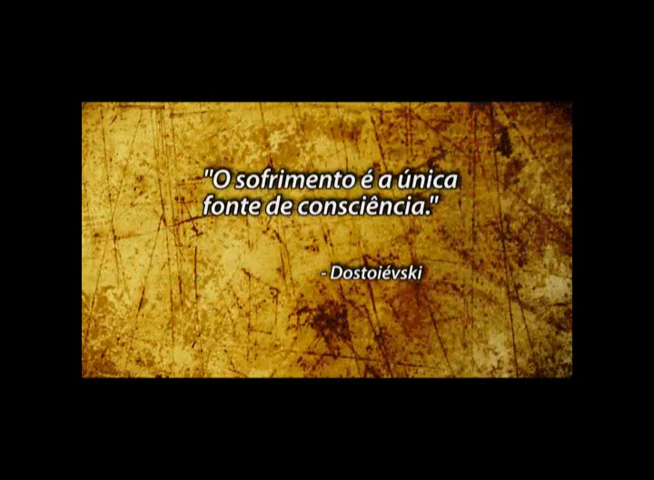 "O sofrimento é a única
fonte de consciência."
- Dostoiévski